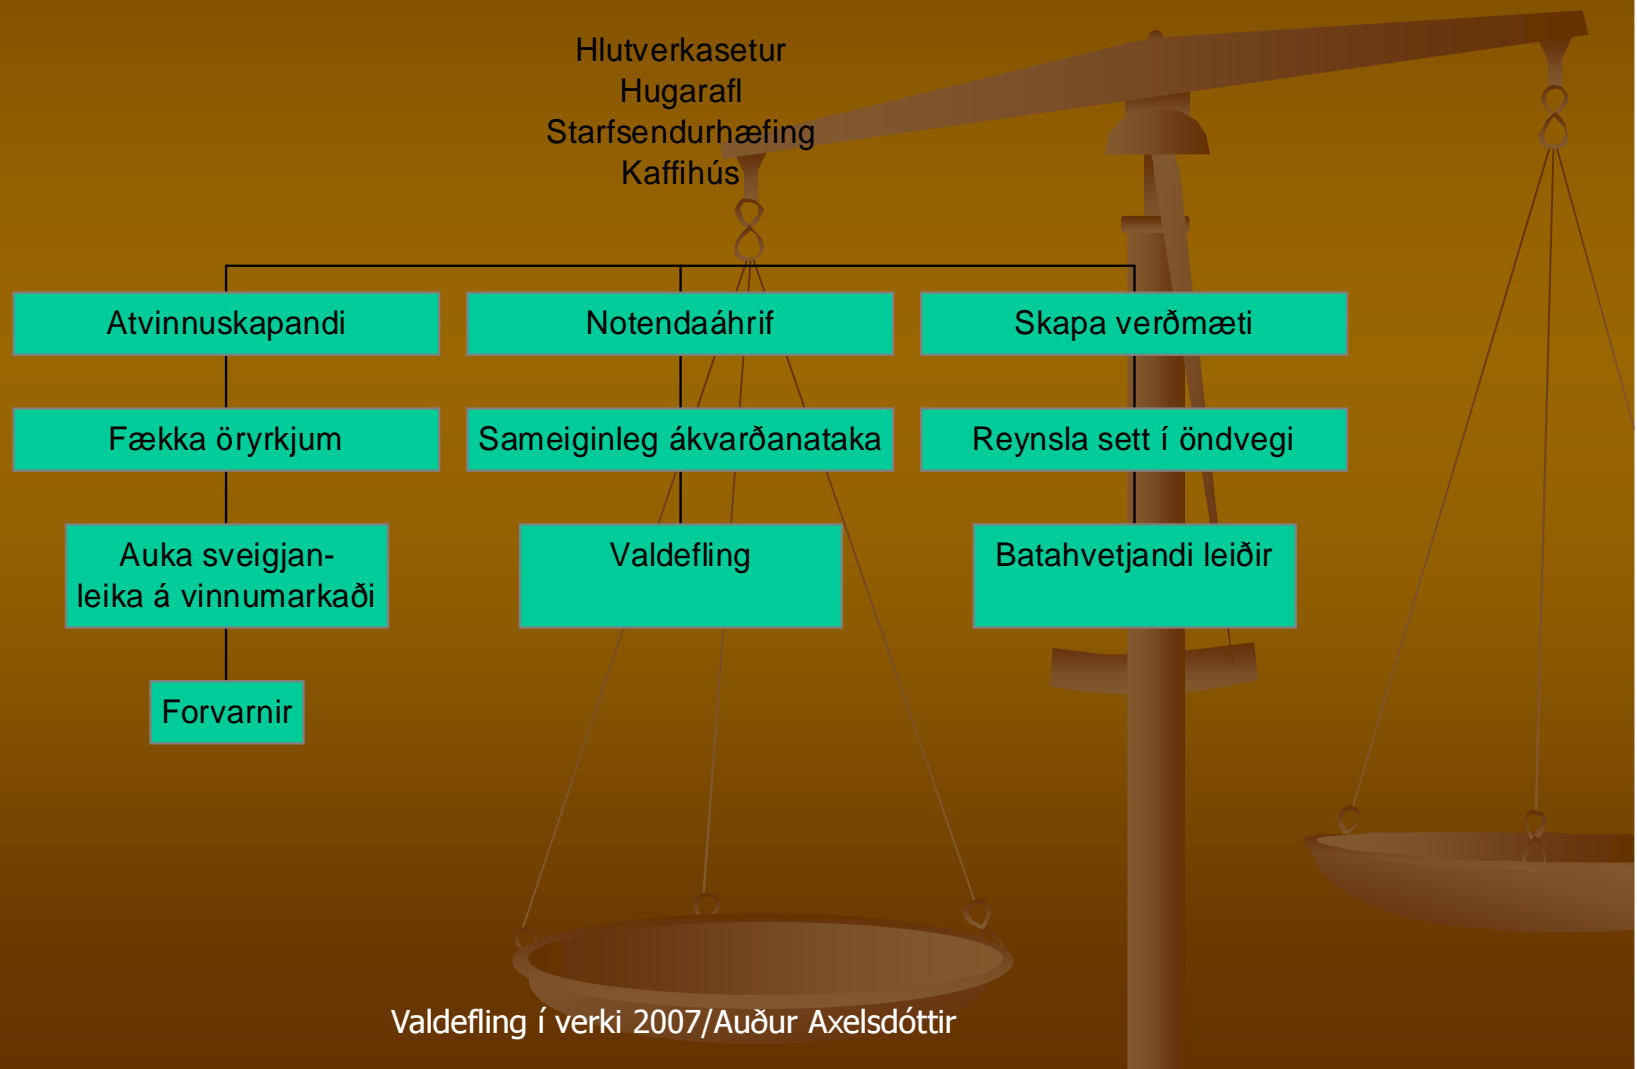 Hlutverkasetur
Hugarafl
Starfsendurhæfing
Kaffihús
Atvinnuskapandi
Notendaáhrif
Skapa verðmæti
Fækka öryrkjum
Sameiginleg ákvarðanataka
Reynsla sett í öndvegi
Auka sveigjan-
leika á vinnumarkaði
Valdefling
Batahvetjandi leiðir
Forvarnir
Valdefling í verki 2007/Auður Axelsdóttir